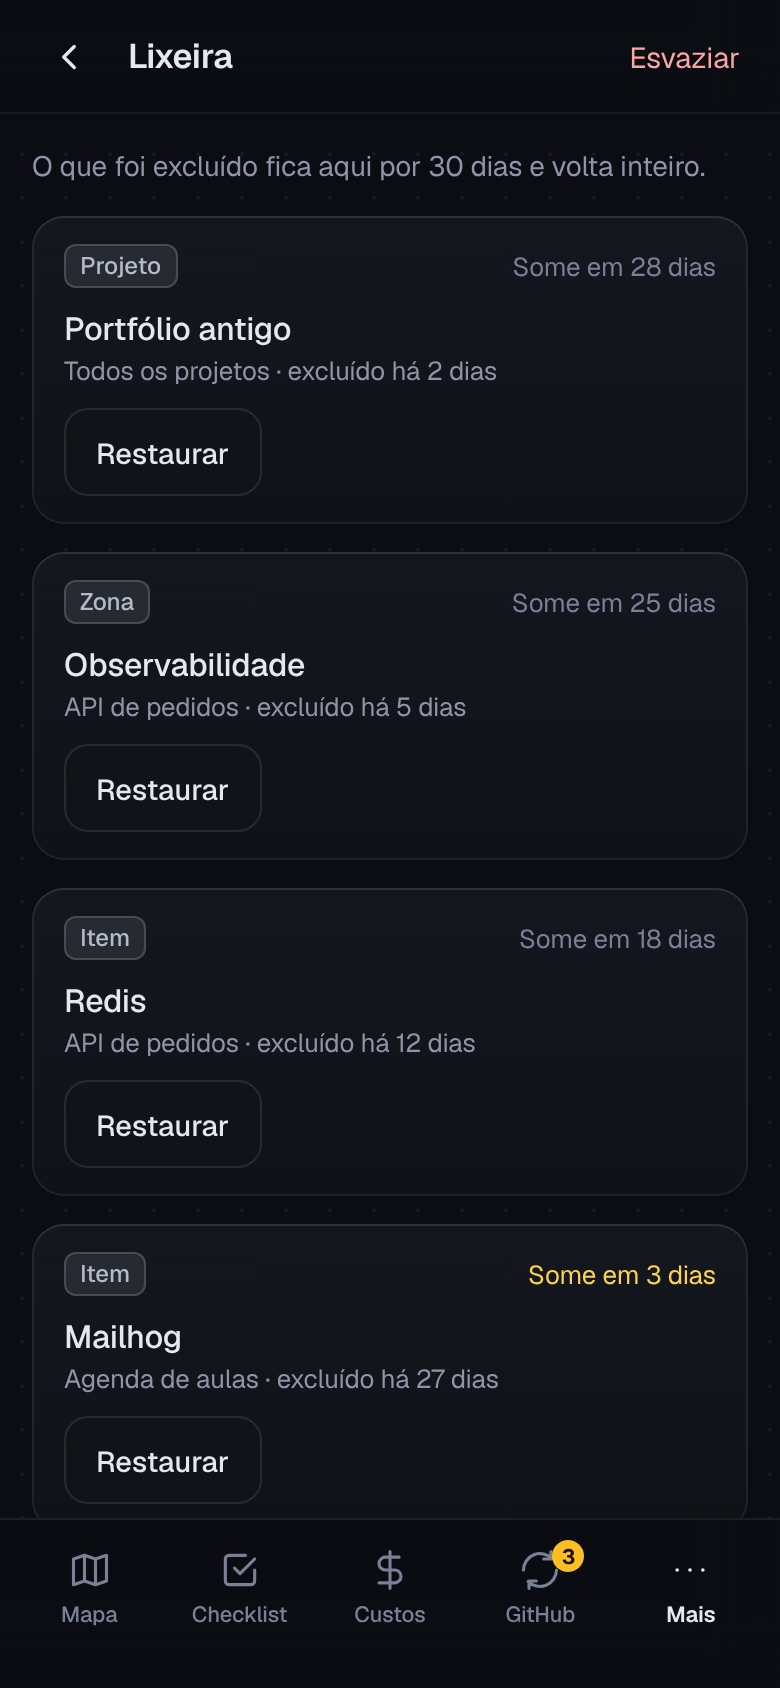 Lixeira
Esvaziar
O que foi excluído fica aqui por 30 dias e volta inteiro.
Projeto
Some em 28 dias
Portfólio antigo
Todos os projetos · excluído há 2 dias
Restaurar
Zona
Some em 25 dias
Observabilidade
API de pedidos · excluído há 5 dias
Restaurar
Item
Some em 18 dias
Redis
API de pedidos · excluído há 12 dias
Restaurar
Item
Some em 3 dias
Mailhog
Agenda de aulas · excluído há 27 dias
Restaurar
3
Mapa
Checklist
Custos
GitHub
Mais